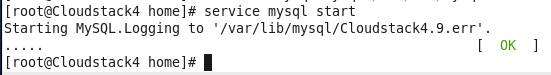 [root@Cloudstack4 home]# service mysql start
Starting MySQL.Logging to '/var/lib/mysql/Cloudstack4.9.err'.
..... [ OK ]
[root@Cloudstack4 home]#